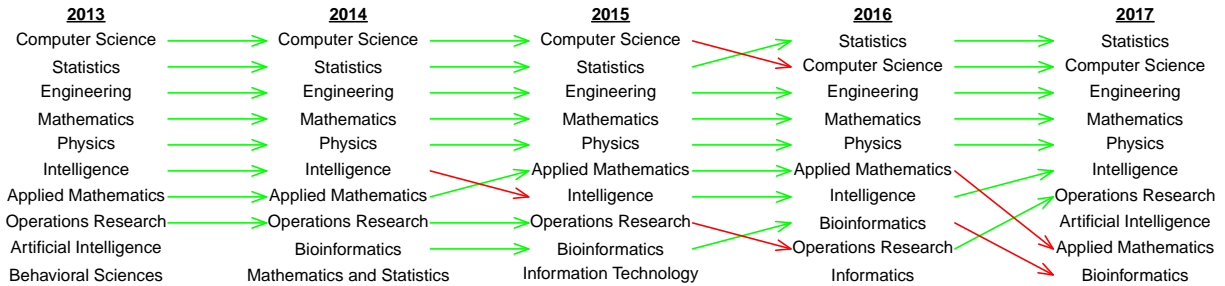 2013
Computer Science
Statistics
Engineering
Mathematics
Physics
Intelligence
Applied Mathematics
Operations Research
Artificial Intelligence
Behavioral Sciences
2014
Computer Science
Statistics
Engineering
Mathematics
Physics
Intelligence
Applied Mathematics
Operations Research
Bioinformatics
Mathematics and Statistics
2015
Computer Science
Statistics
Engineering
Mathematics
Physics
Applied Mathematics
Intelligence
Operations Research
Bioinformatics
Information Technology
2016
Statistics
Computer Science
Engineering
Mathematics
Physics
Applied Mathematics
Intelligence
Bioinformatics
Operations Research
Informatics
2017
Statistics
Computer Science
Engineering
Mathematics
Physics
Intelligence
Operations Research
Artificial Intelligence
Applied Mathematics
Bioinformatics